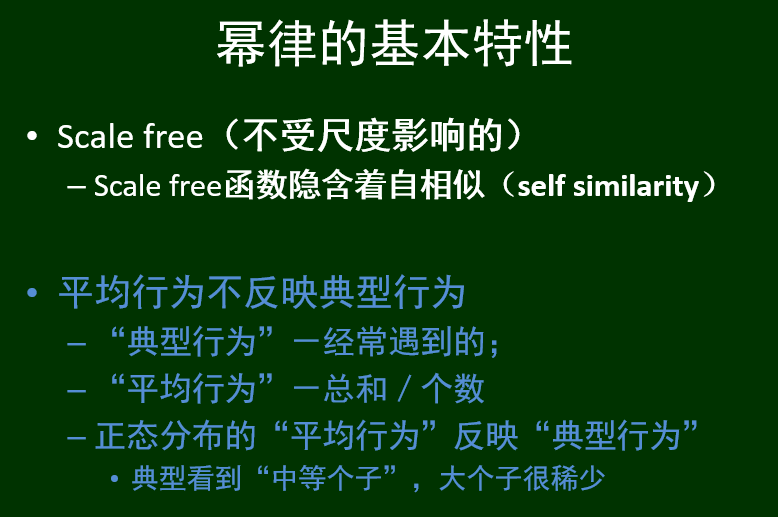 幂律的基本特性
• Scale free（不受尺度影响的）
– Scale free函数隐含着自相似（self similarity）
• 平均行为不反映典型行为
– “典型行为”－经常遇到的；
– “平均行为”－总和／个数
– 正态分布的“平均行为”反映“典型行为”
• 典型看到“中等个子”，大个子很稀少